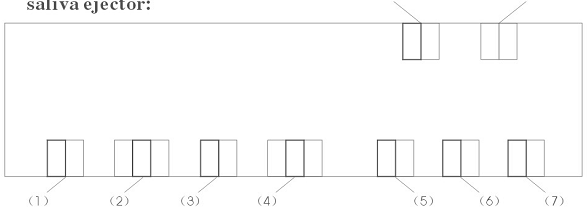 saliva ejector:
(1) (2) (3) (4) (5) (6) (7)